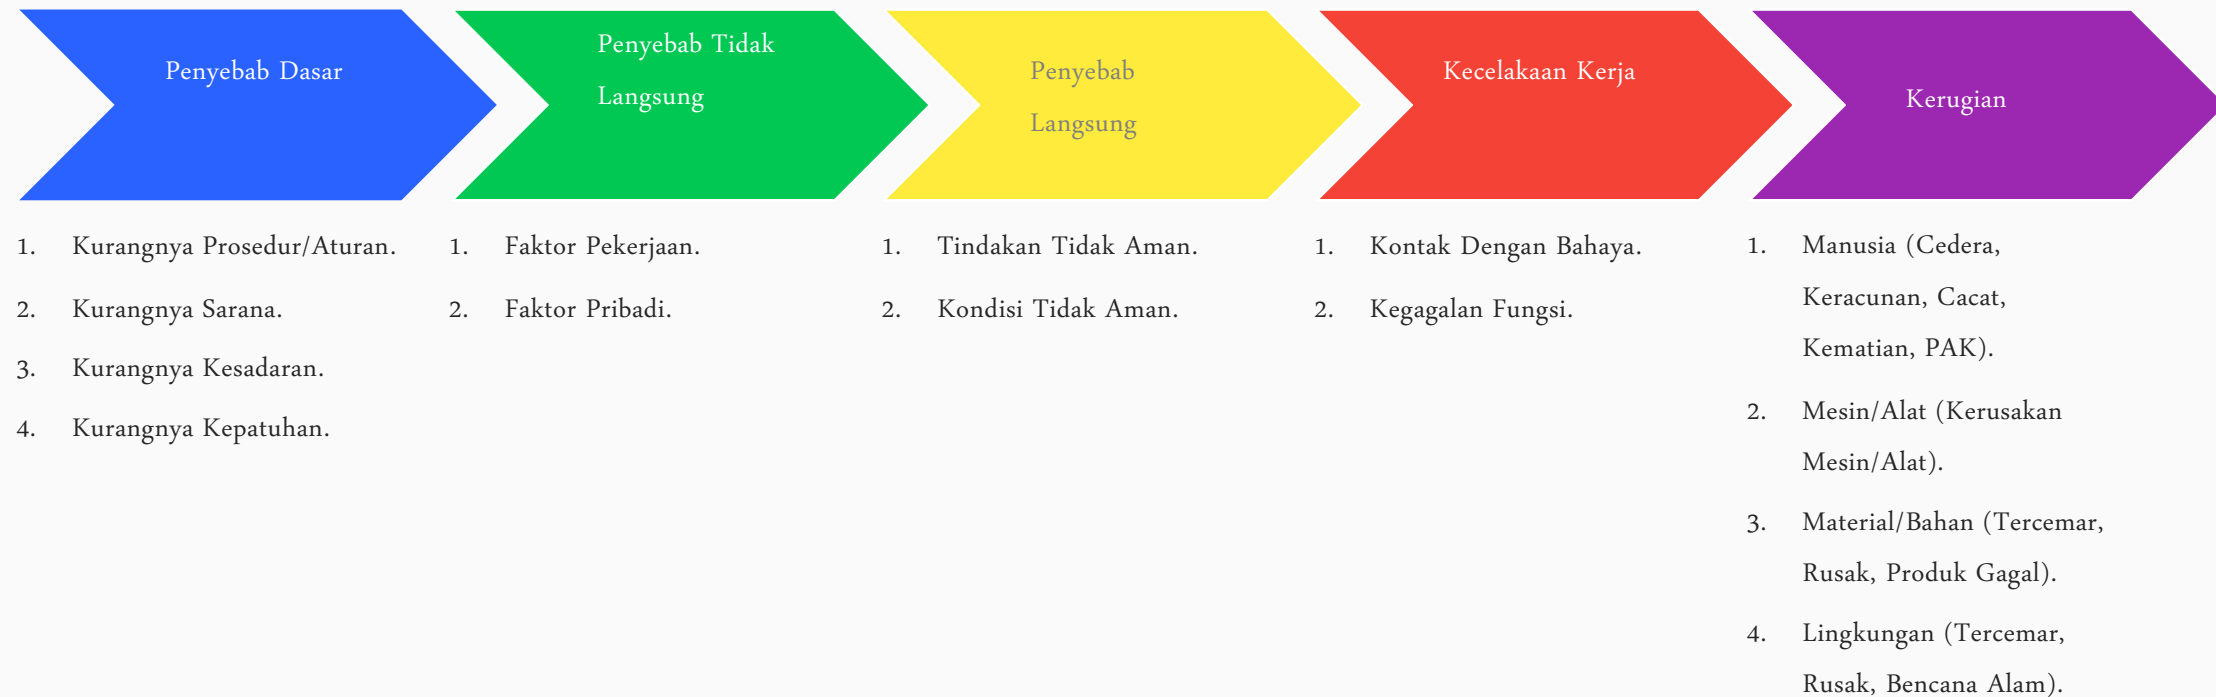 Penyebab Dasar
Penyebab Tidak
Langsung
Penyebab
Langsung
Kecelakaan Kerja
Kerugian
1. Kurangnya Prosedur/Aturan.
2. Kurangnya Sarana.
3. Kurangnya Kesadaran.
4. Kurangnya Kepatuhan.
1. Faktor Pekerjaan.
2. Faktor Pribadi.
1. Tindakan Tidak Aman.
2. Kondisi Tidak Aman.
1. Kontak Dengan Bahaya.
2. Kegagalan Fungsi.
1. Manusia (Cedera,
Keracunan, Cacat,
Kematian, PAK).
2. Mesin/Alat (Kerusakan
Mesin/Alat).
3. Material/Bahan (Tercemar,
Rusak, Produk Gagal).
4. Lingkungan (Tercemar,
Rusak, Bencana Alam).